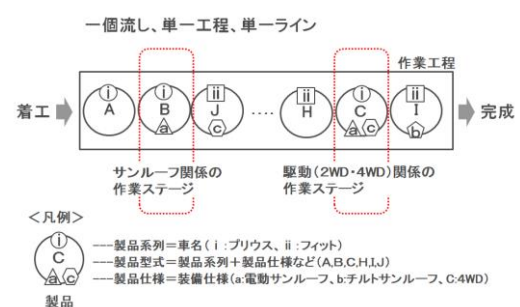 一個流し、単一工程、単一ライン
作業工程
着工
ⅰ
A
ⅰ
B
a
ⅱ
J
c
‥‥
ⅱ
H
ⅰ
C
a c
ⅱ
I
b
完成
サンルーフ関係の
作業ステージ
駆動(2WD・4WD)関係の
作業ステージ
<凡例>
ⅰ
C
a c
製品
---製品系列=車名(ⅰ:プリウス、ⅱ:フィット)
---製品型式=製品系列+製品仕様など(A,B,C,H,I,J)
---製品仕様=装備仕様(a:電動サンルーフ、b:チルトサンルーフ、C:4WD)